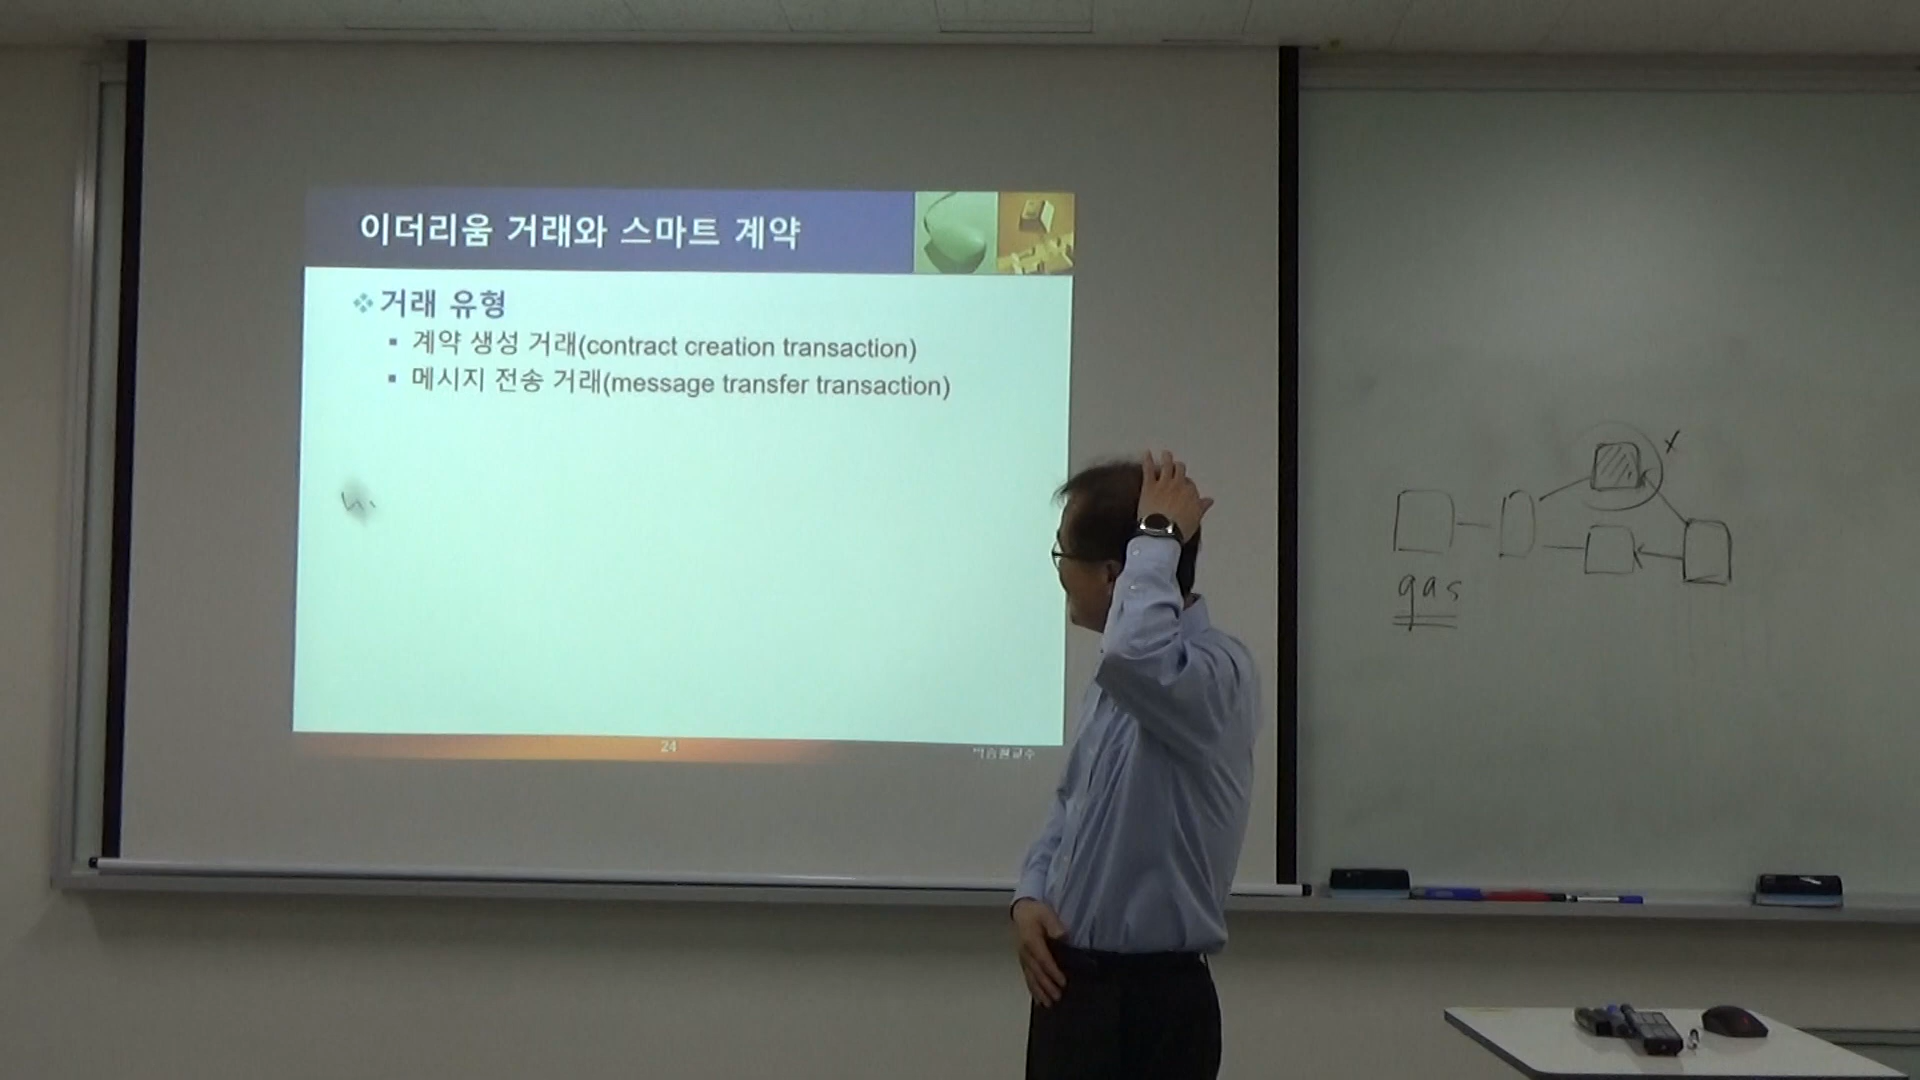 이더리움 거래와 스마트 계약
거래 유형
계약 생성 거래(contract creation transaction)
메시지 전송 거래(message transfer transaction)
24
gas